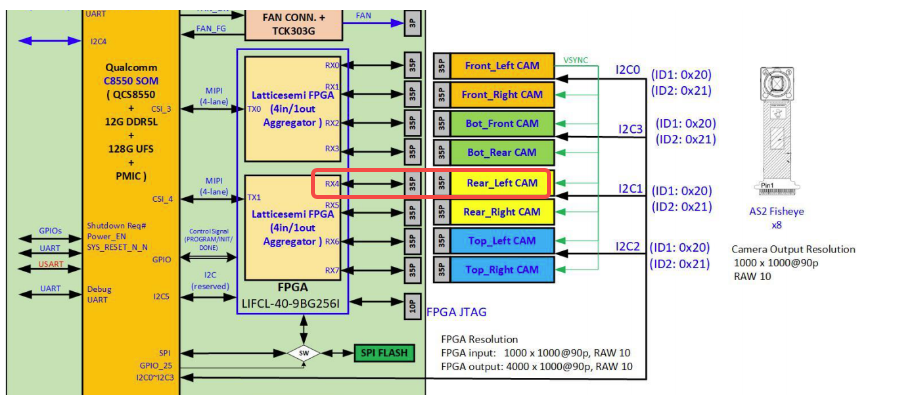 UART
FAN_FG
FAN CONN. +
TCK303G
FAN
3P
I2C4
Qualcomm
C8550 SOM
( QCS8550
+
12G DDR5L
+
128G UFS
+
PMIC )
CSI_3
MIPI
(4-lane)
TX0
Latticesemi FPGA
(4in/1out
Aggregator )
RX0
RX1
RX2
RX3
35P
35P
35P
35P
35P
35P
35P
35P
Front_Left CAM
Front_Right CAM
Bot_Front CAM
Bot_Rear CAM
VSYNC
I2C0
(ID1: 0x20)
(ID2: 0x21)
I2C3
(ID1: 0x20)
(ID2: 0x21)
CSI_4
MIPI
(4-lane)
TX1
Latticesemi FPGA
(4in/1out
Aggregator )
RX4
RX5
RX6
RX7
35P
35P
35P
35P
35P
35P
35P
35P
Rear_Left CAM
Rear_Right CAM
Top_Left CAM
Top_Right CAM
I2C1
(ID1: 0x20)
(ID2: 0x21)
I2C2
(ID1: 0x20)
(ID2: 0x21)
Pin1
AS2 Fisheye
x8
Camera Output Resolution
1000 x 1000@90p
RAW 10
GPIOs
UART
USART
UART
Shutdown Req#
Power_EN
SYS_RESET_N_N
GPIO
Control Signal
(PROGRAM/INIT/
DONE)
Debug
UART
I2C5
I2C
(reserved)
FPGA
LIFCL-40-9BG256I
10P
FPGA JTAG
SPI
GPIO_25
I2C0~I2C3
SW
SPI FLASH
FPGA Resolution
FPGA input: 1000 x 1000@90p, RAW 10
FPGA output: 4000 x 1000@90p, RAW 10